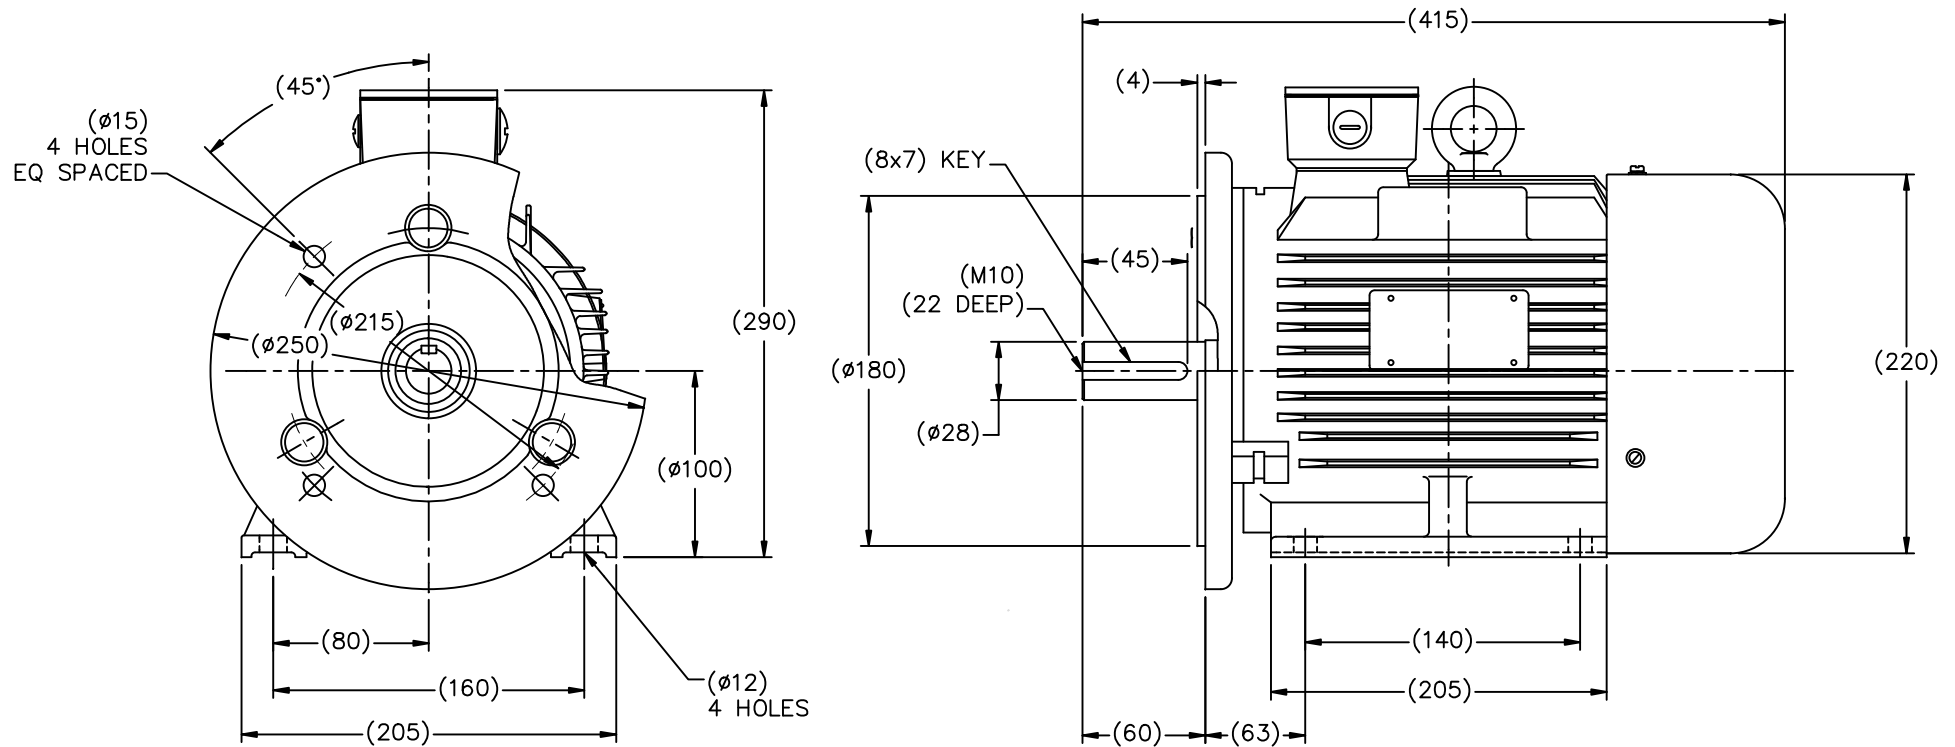 (45°)
(ø15)
4 HOLES
EQ SPACED
(ø215)
(ø250)
(290)
(ø100)
(80)
(160)
(205)
(ø12)
4 HOLES
(415)
(4)
(8x7) KEY
(45)
(M10)
(22 DEEP)
(ø180)
(ø28)
(220)
(140)
(205)
(60)
(63)